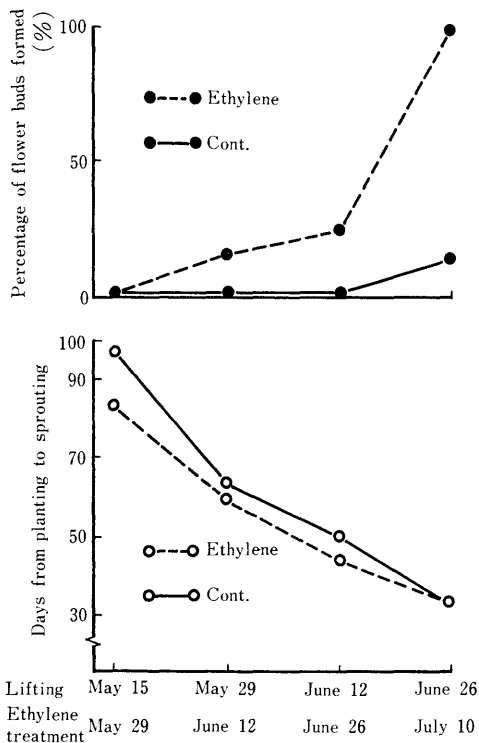 Percentage of flower buds formed
(%)
100
50
0
Ethylene
Cont.
Days from planting to sprouting
100
90
70
50
30
Ethylene
Cont.
Lifting May 15 May 29 June 12 June 26
Ethylene
treatment May 29 June 12 June 26 July 10